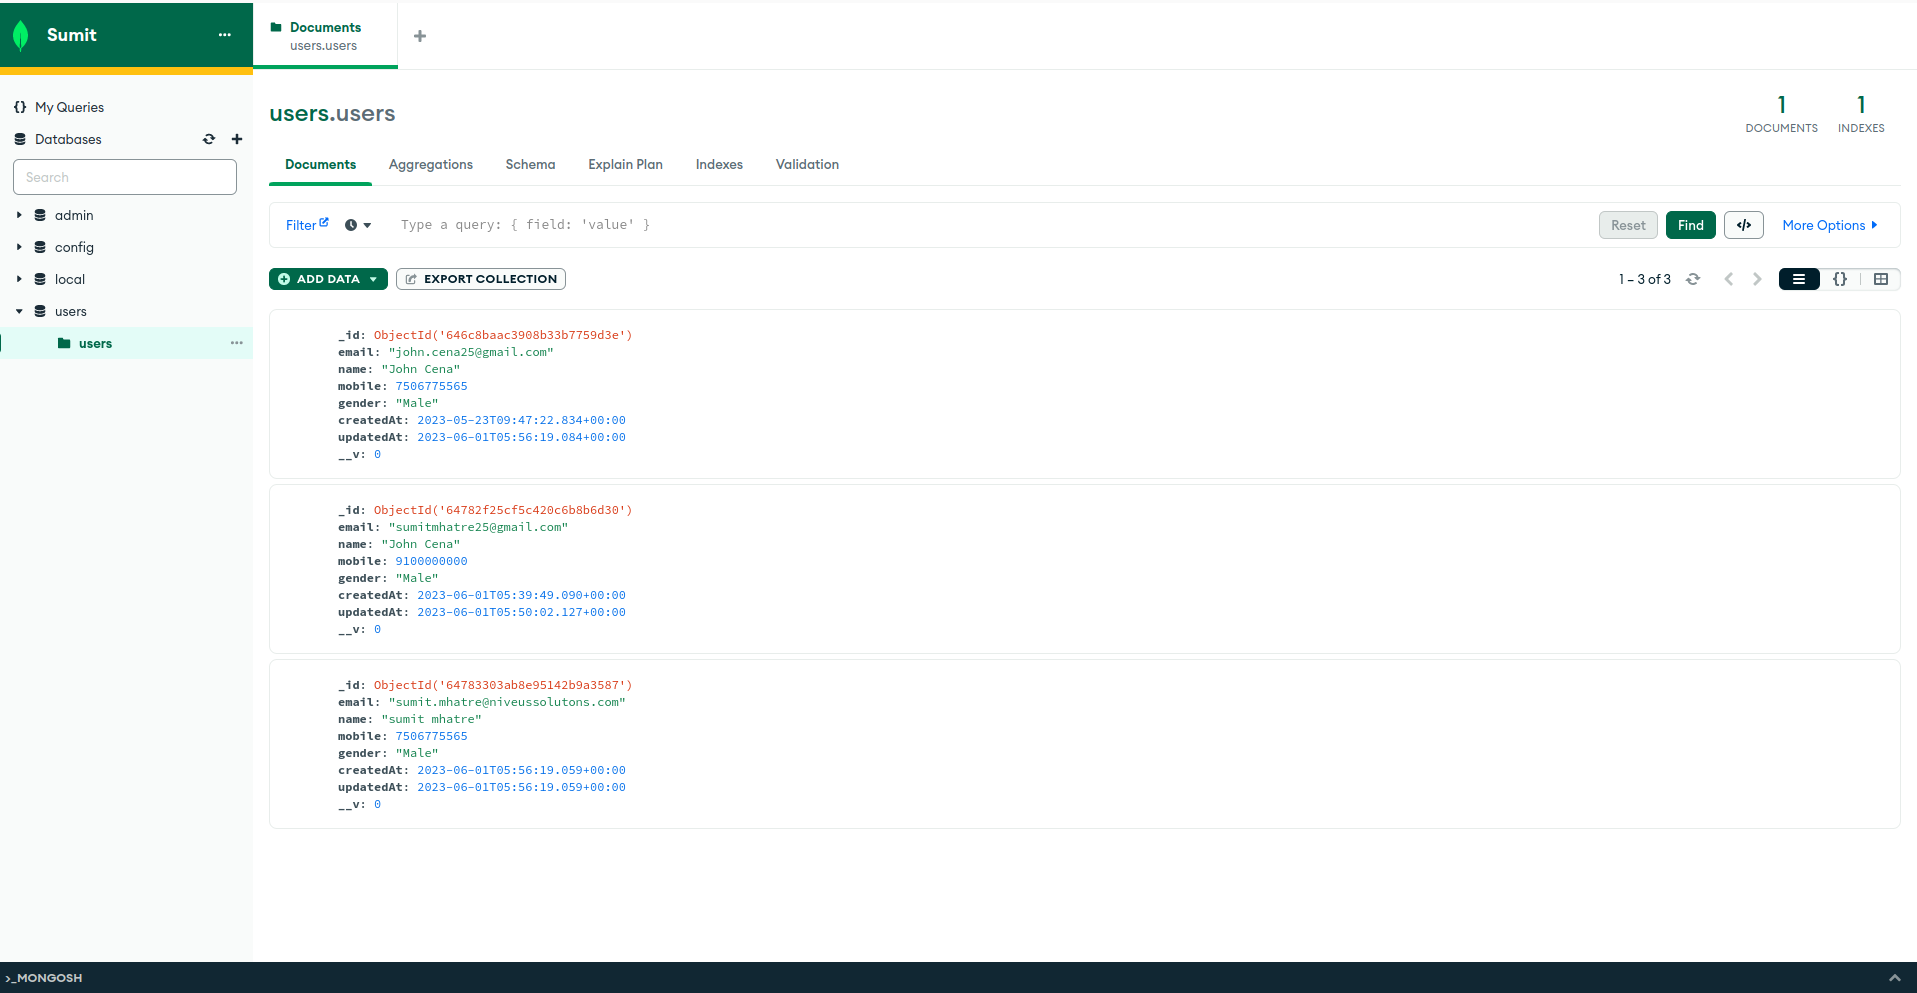 Sumit ...
Documents
users.users
My Queries
Databases
Search
admin
config
local
users
users ...
users.users
1
DOCUMENTS
1
INDEXES
Documents Aggregations Schema Explain Plan Indexes Validation
Filter Type a query: { field: 'value' } Reset Find </> More Options
ADD DATA EXPORT COLLECTION 1 – 3 of 3 {}
_id: ObjectId('646c8baac3908b33b7759d3e')
email: "john.cena25@gmail.com"
name: "John Cena"
mobile: 7506775565
gender: "Male"
createdAt: 2023-05-23T09:47:22.834+00:00
updatedAt: 2023-06-01T05:56:19.084+00:00
__v: 0
_id: ObjectId('64782f25cf5c420c6b8b6d30')
email: "sumitmhatre25@gmail.com"
name: "John Cena"
mobile: 9100000000
gender: "Male"
createdAt: 2023-06-01T05:39:49.090+00:00
updatedAt: 2023-06-01T05:50:02.127+00:00
__v: 0
_id: ObjectId('64783303ab8e95142b9a3587')
email: "sumit.mhatre@niveussolutons.com"
name: "sumit mhatre"
mobile: 7506775565
gender: "Male"
createdAt: 2023-06-01T05:56:19.059+00:00
updatedAt: 2023-06-01T05:56:19.059+00:00
__v: 0
>_MONGOSH